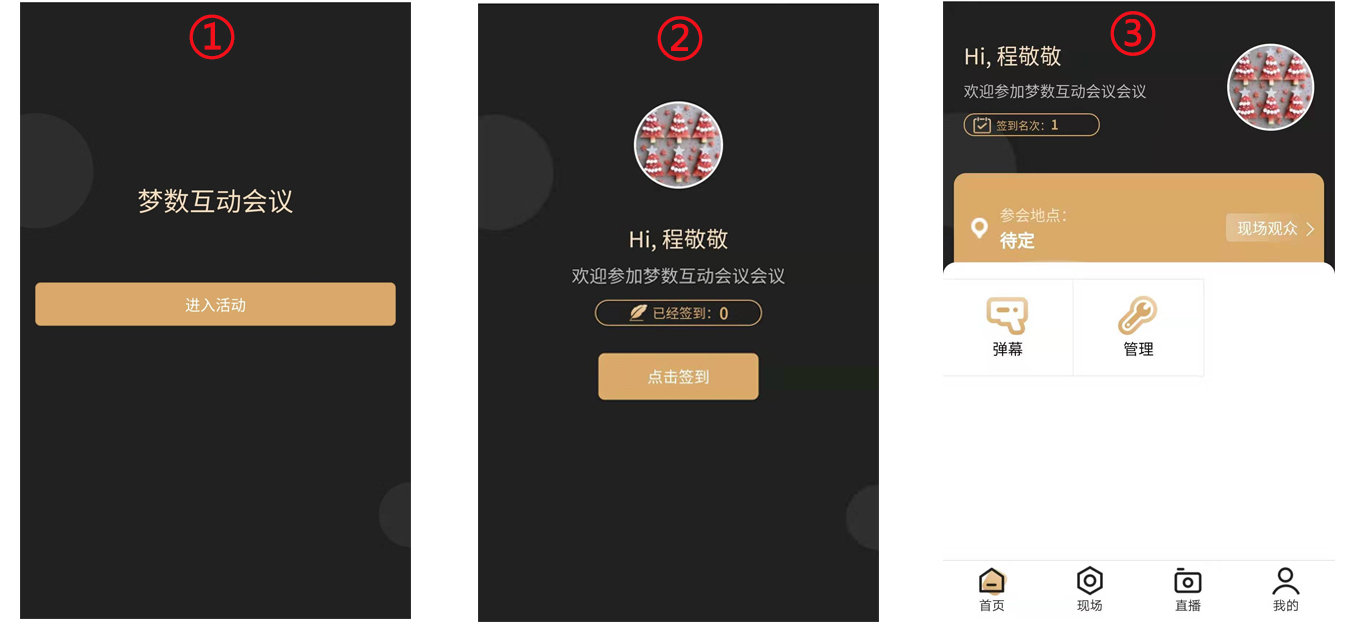 ①
梦数互动会议
进入活动
②
Hi, 程敬敬
欢迎参加梦数互动会议会议
已经签到：0
点击签到
③
Hi, 程敬敬
欢迎参加梦数互动会议会议
签到名次：1
参会地点：
待定
现场观众
弹幕
管理
首页
现场
直播
我的